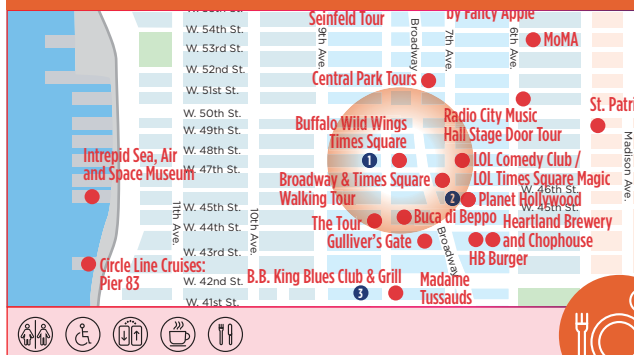 Seinfeld Tour
by Fancy Apple
W. 54th St.
W. 53rd St.
W. 52nd St.
W. 51st St.
W. 50th St.
W. 49th St.
W. 48th St.
W. 47th St.
W. 46th St.
W. 45th St.
W. 45th St.
W. 44th St.
W. 43rd St.
W. 42nd St.
W. 41st St.
9th Ave.
Broadway
7th Ave.
6th Ave.
MoMA
Central Park Tours
Radio City Music
Hall Stage Door Tour
St. Patri
Madison Ave.
Buffalo Wild Wings
Times Square
1
LOL Comedy Club /
LOL Times Square Magic
Intrepid Sea, Air
and Space Museum
Broadway & Times Square
Walking Tour
2
Planet Hollywood
11th Ave.
10th Ave.
The Tour
Buca di Beppo
Gulliver's Gate
Broadway
Heartland Brewery
and Chophouse
HB Burger
Circle Line Cruises:
Pier 83
B.B. King Blues Club & Grill
3
Madame
Tussauds